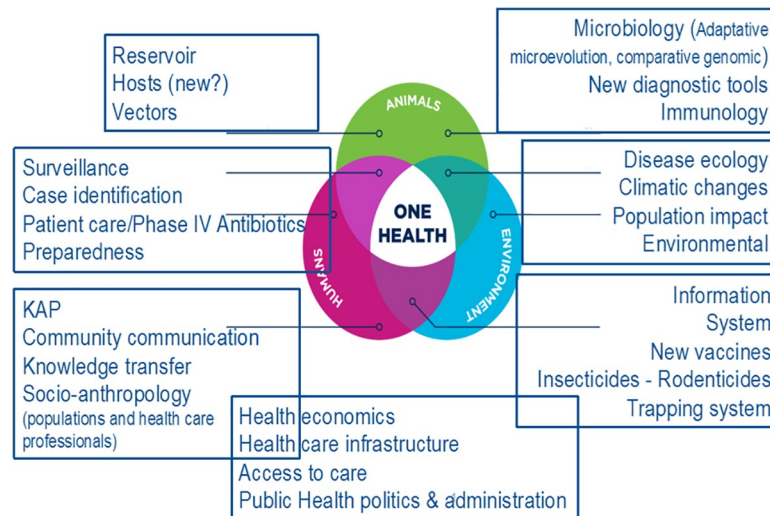 Reservoir
Hosts (new?)
Vectors
Microbiology (Adaptative
microevolution, comparative genomic)
New diagnostic tools
Immunology
ANIMALS
Surveillance
Case identification
Patient care/Phase IV Antibiotics
Preparedness
ONE
HEALTH
HUMANS
ENVIRONMENT
Disease ecology
Climatic changes
Population impact
Environmental
KAP
Community communication
Knowledge transfer
Socio-anthropology
(populations and health care
professionals)
Information
System
New vaccines
Insecticides - Rodenticides
Trapping system
Health economics
Health care infrastructure
Access to care
Public Health politics & administration